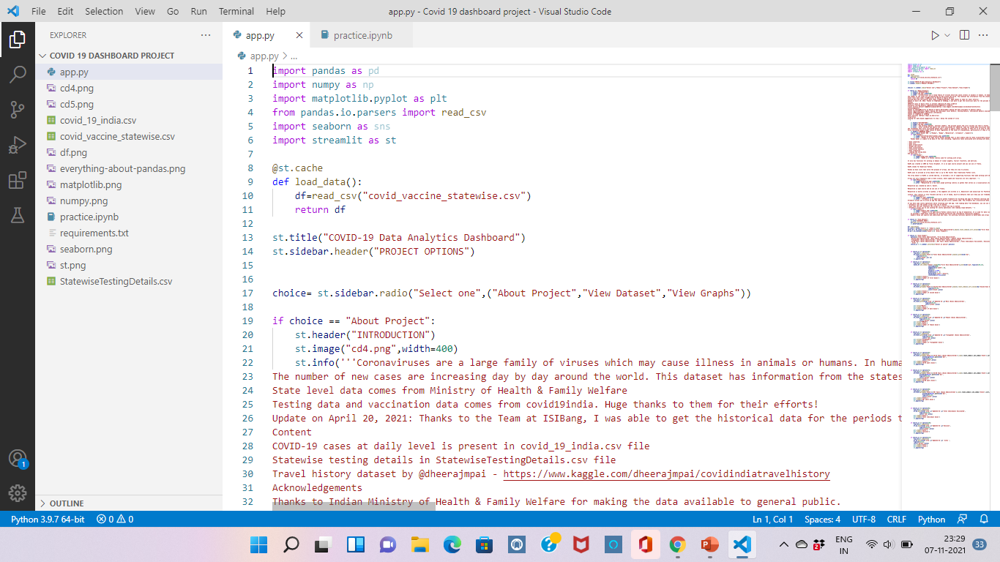 File Edit Selection View Go Run Terminal Help
app.py - Covid 19 dashboard project - Visual Studio Code
EXPLORER
COVID 19 DASHBOARD PROJECT
app.py
cd4.png
cd5.png
covid_19_india.csv
covid_vaccine_statewise.csv
df.png
everything-about-pandas.png
matplotlib.png
numpy.png
practice.ipynb
requirements.txt
seaborn.png
st.png
StatewiseTestingDetails.csv
OUTLINE
1
app.py
practice.ipynb
app.py > ...
1 import pandas as pd
2 import numpy as np
3 import matplotlib.pyplot as plt
4 from pandas.io.parsers import read_csv
5 import seaborn as sns
6 import streamlit as st
7
8 @st.cache
9 def load_data():
10 df=read_csv("covid_vaccine_statewise.csv")
11 return df
12
13 st.title("COVID-19 Data Analytics Dashboard")
14 st.sidebar.header("PROJECT OPTIONS")
15
16
17 choice= st.sidebar.radio("Select one",("About Project","View Dataset","View Graphs"))
18
19 if choice == "About Project":
20 st.header("INTRODUCTION")
21 st.image("cd4.png",width=400)
22 st.info('''Coronaviruses are a large family of viruses which may cause illness in animals or humans. In huma
23 The number of new cases are increasing day by day around the world. This dataset has information from the states
24 State level data comes from Ministry of Health & Family Welfare
25 Testing data and vaccination data comes from covid19india. Huge thanks to them for their efforts!
26 Update on April 20, 2021: Thanks to the Team at ISIBang, I was able to get the historical data for the periods t
27 Content
28 COVID-19 cases at daily level is present in covid_19_india.csv file
29 Statewise testing details in StatewiseTestingDetails.csv file
30 Travel history dataset by @dheerajmpai - https://www.kaggle.com/dheerajmpai/covidindiatravelhistory
31 Acknowledgements
32 Thanks to Indian Ministry of Health & Family Welfare for making the data available to general public.
Python 3.9.7 64-bit 0 0
Ln 1, Col 1 Spaces: 4 UTF-8 CRLF Python
ENG
IN
2
23:29
07-11-2021
33